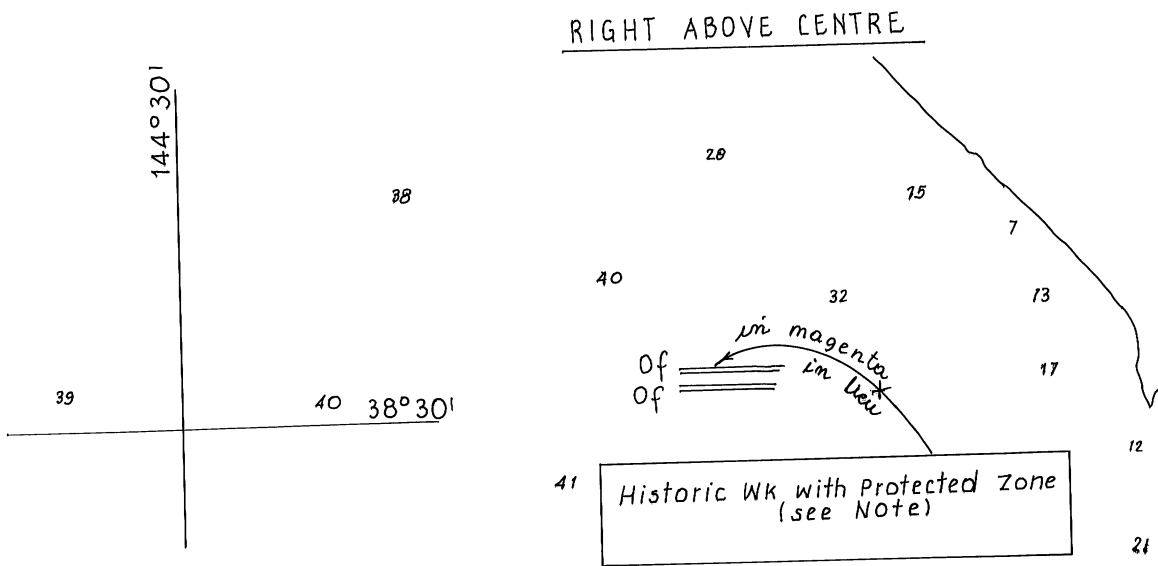 RIGHT ABOVE CENTRE
144°30'
28
38
15
7
40
32
13
in magenta
in lieu
Of
Of
17
39
40
38°30'
12
41
Historic Wk with Protected Zone
(see NOTE)
21